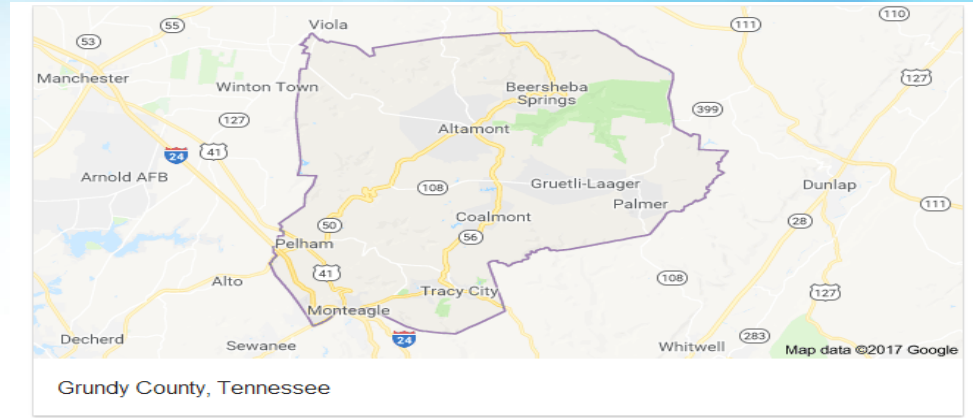 Viola
55
111
110
53
Manchester
Winton Town
Beersheba
Springs
127
399
127
Altamont
24
41
Arnold AFB
108
Gruetli-Laager
Dunlap
Palmer
111
50
Coalmont
28
56
Pelham
41
Alto
108
Tracy City
127
Monteagle
24
Decherd
Sewanee
Whitwell
283
Map data ©2017 Google
Grundy County, Tennessee